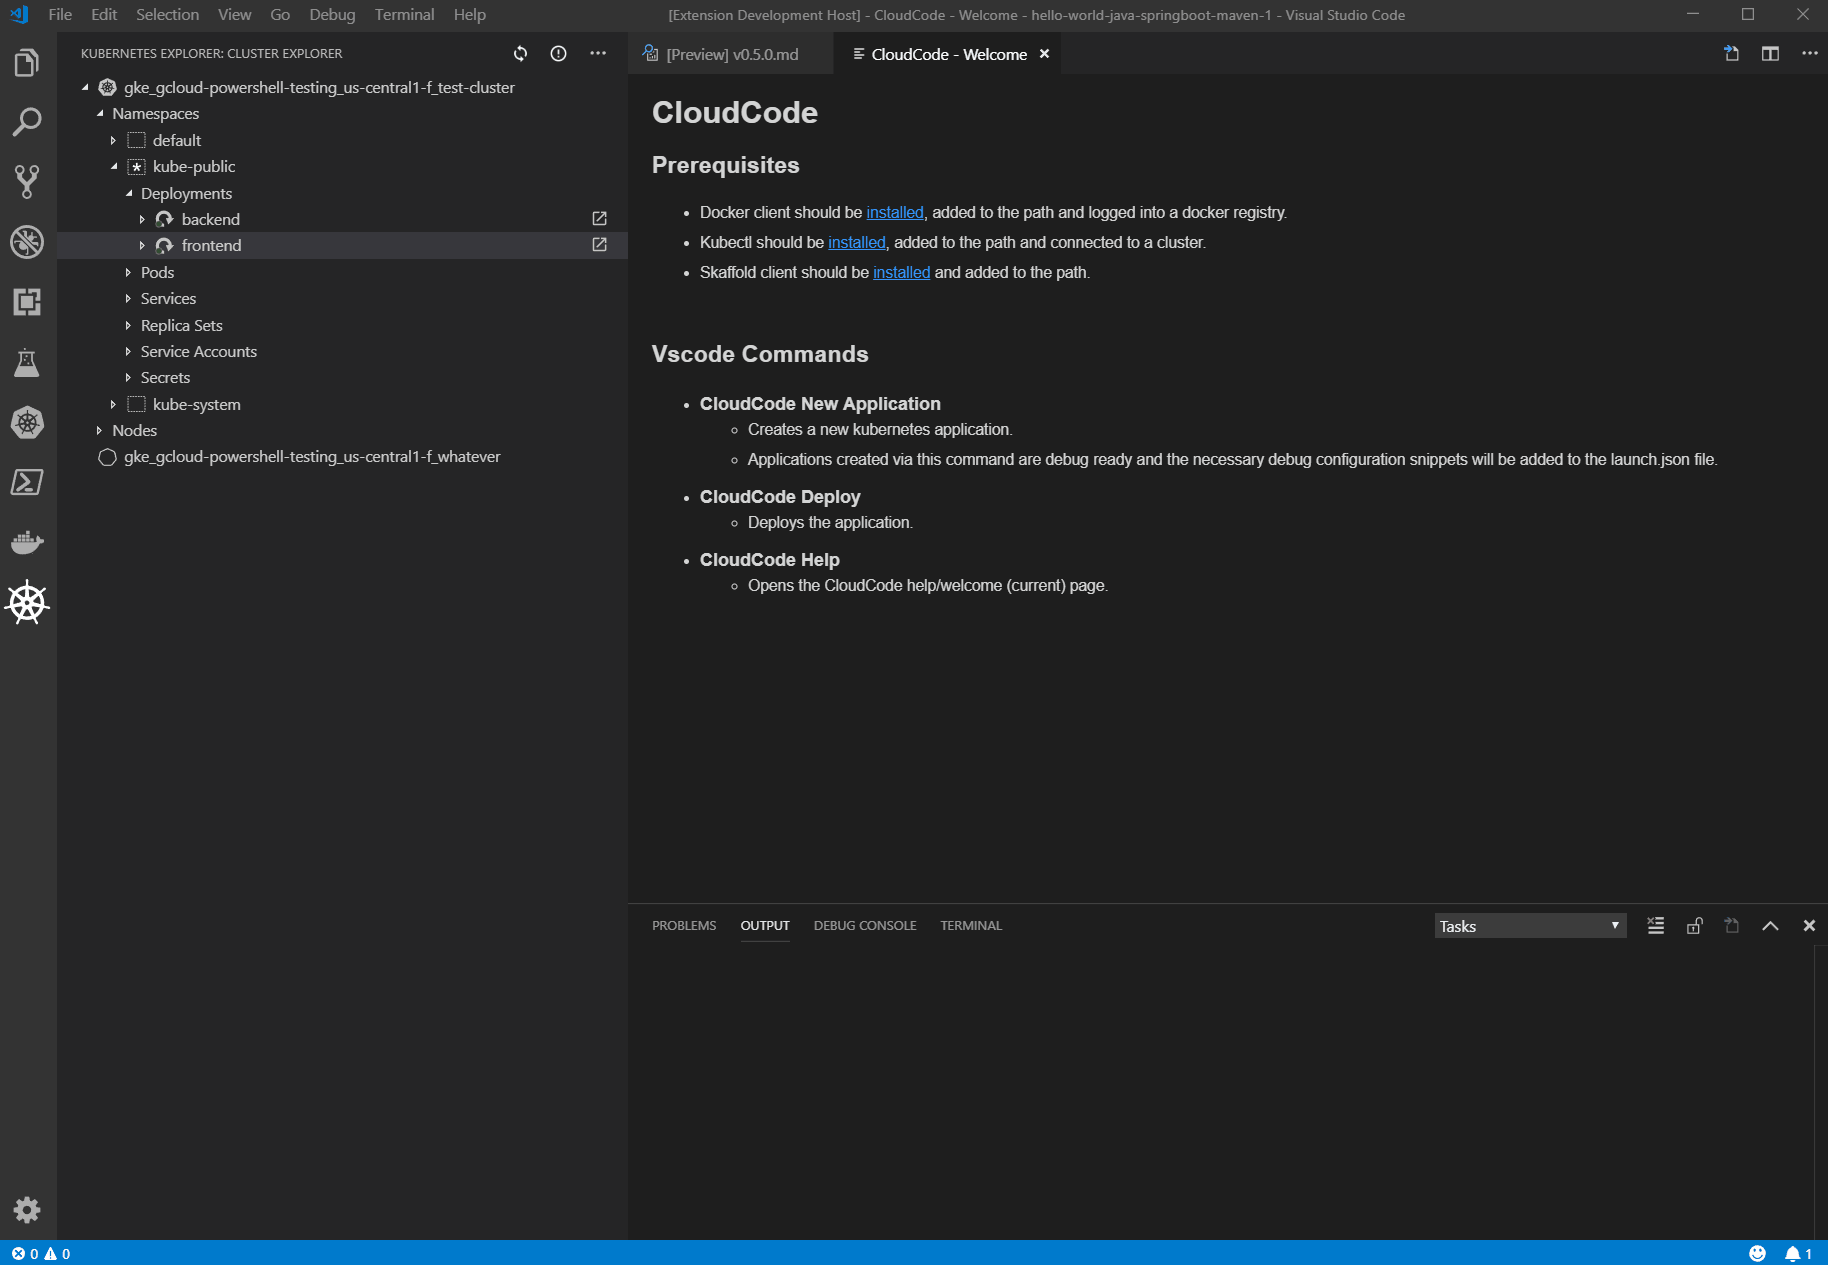 File Edit Selection View Go Debug Terminal Help
[Extension Development Host] - CloudCode - Welcome - hello-world-java-springboot-maven-1 - Visual Studio Code
KUBERNETES EXPLORER: CLUSTER EXPLORER
gke_gcloud-powershell-testing_us-central1-f_test-cluster
Namespaces
default
kube-public
Deployments
backend
frontend
Pods
Services
Replica Sets
Service Accounts
Secrets
kube-system
Nodes
gke_gcloud-powershell-testing_us-central1-f_whatever
[Preview] v0.5.0.md
CloudCode - Welcome
CloudCode
Prerequisites
Docker client should be installed, added to the path and logged into a docker registry.
Kubectl should be installed, added to the path and connected to a cluster.
Skaffold client should be installed and added to the path.
Vscode Commands
CloudCode New Application
Creates a new kubernetes application.
Applications created via this command are debug ready and the necessary debug configuration snippets will be added to the launch.json file.
CloudCode Deploy
Deploys the application.
CloudCode Help
Opens the CloudCode help/welcome (current) page.
PROBLEMS OUTPUT DEBUG CONSOLE TERMINAL
Tasks
0 0
1